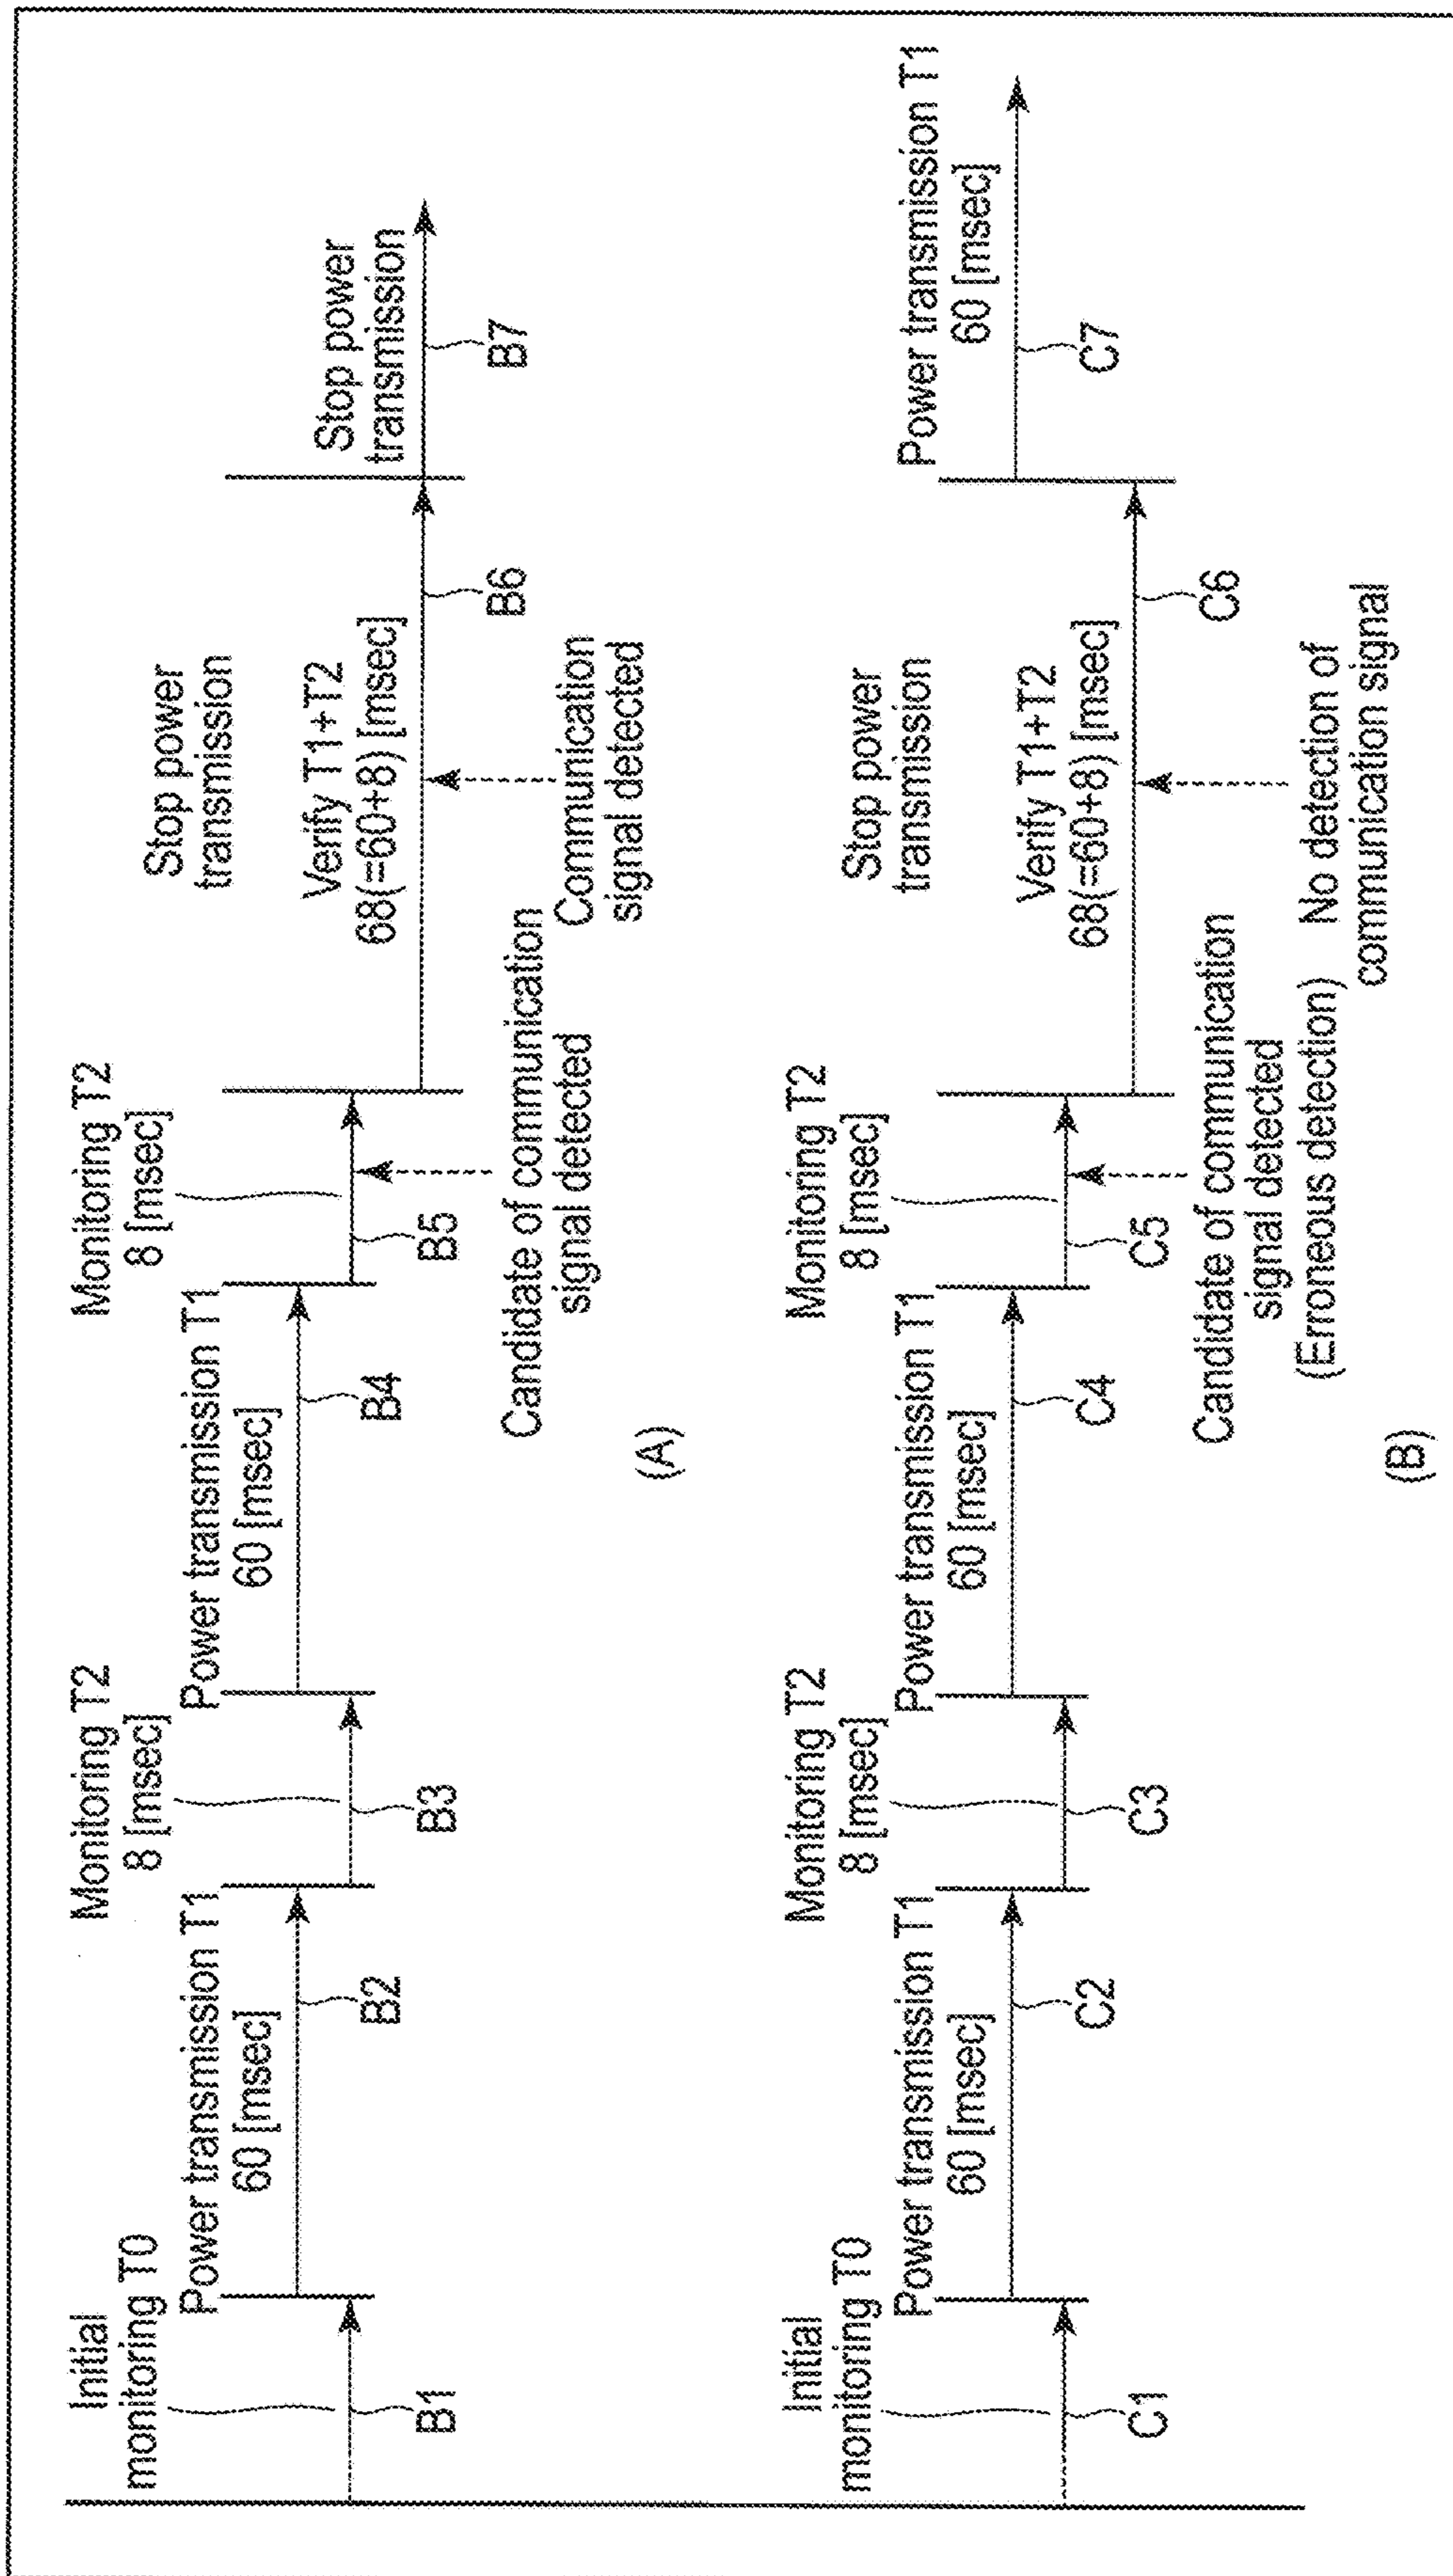 Initial
monitoring T0
B1
Power transmission T1
60 [msec]
B2
Monitoring T2
8 [msec]
B3
Power transmission T1
60 [msec]
B4
Monitoring T2
8 [msec]
B5
Candidate of communication
signal detected
Stop power
transmission
Verify T1+T2
68(=60+8) [msec]
B6
Communication
signal detected
Stop power
transmission
B7
(A)
Initial
monitoring T0
C1
Power transmission T1
60 [msec]
C2
Monitoring T2
8 [msec]
C3
Power transmission T1
60 [msec]
C4
Monitoring T2
8 [msec]
C5
Candidate of communication
signal detected
(Erroneous detection)
Stop power
transmission
Verify T1+T2
68(=60+8) [msec]
C6
No detection of
communication signal
Power transmission T1
60 [msec]
C7
(B)